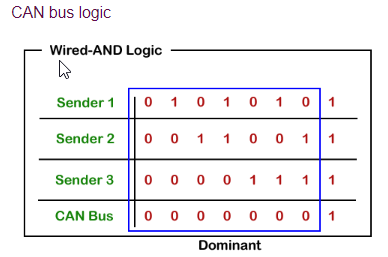 CAN bus logic
Wired-AND Logic
Sender 1 0 1 0 1 0 1 0 1
Sender 2 0 0 1 1 0 0 1 1
Sender 3 0 0 0 0 1 1 1 1
CAN Bus 0 0 0 0 0 0 0 1
Dominant